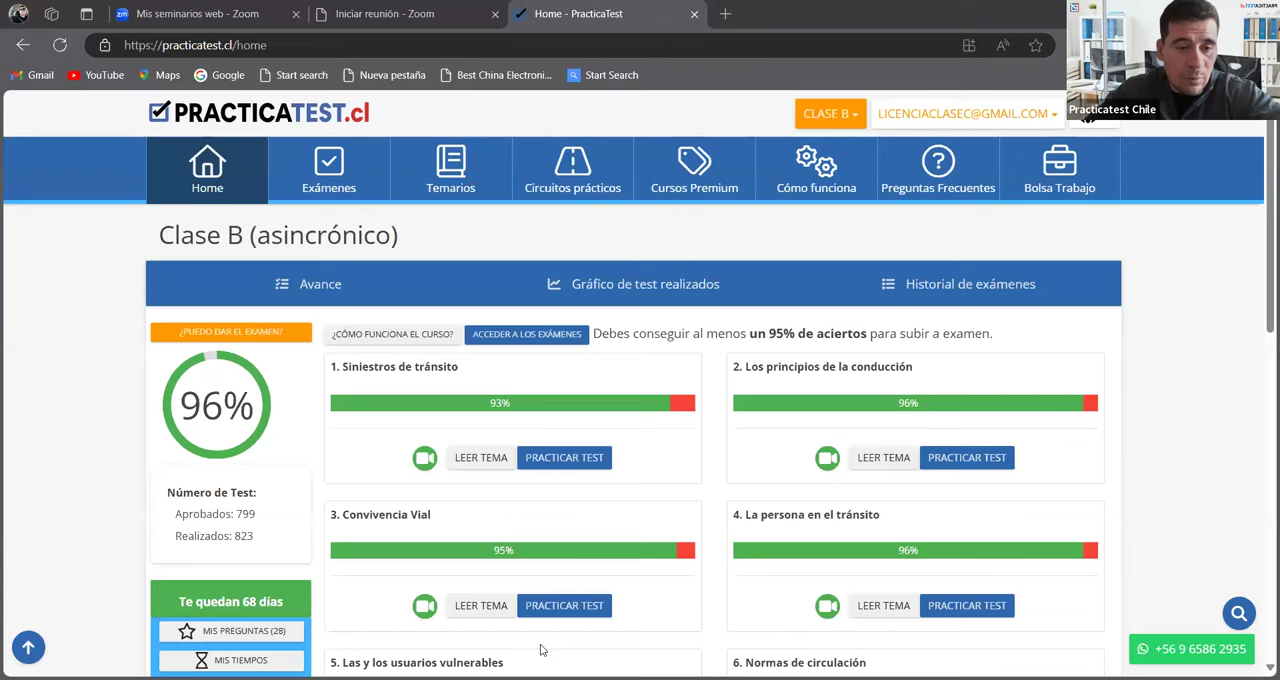 Mis seminarios web - Zoom
Iniciar reunión - Zoom
Home - PracticaTest
https://practicatest.cl/home
Gmail
YouTube
Maps
Google
Start search
Nueva pestaña
Best China Electroni...
Start Search
Practicatest Chile
PRACTICATEST.cl
CLASE B
LICENCIACLASEC@GMAIL.COM
Home
Exámenes
Temarios
Circuitos prácticos
Cursos Premium
Cómo funciona
Preguntas Frecuentes
Bolsa Trabajo
Clase B (asincrónico)
Avance
Gráfico de test realizados
Historial de exámenes
¿PUEDO DAR EL EXAMEN?
¿CÓMO FUNCIONA EL CURSO?
ACCEDER A LOS EXÁMENES
Debes conseguir al menos un 95% de aciertos para subir a examen.
96%
Número de Test:
Aprobados: 799
Realizados: 823
Te quedan 68 días
MIS PREGUNTAS (28)
MIS TIEMPOS
1. Siniestros de tránsito
93%
LEER TEMA
PRACTICAR TEST
2. Los principios de la conducción
96%
LEER TEMA
PRACTICAR TEST
3. Convivencia Vial
95%
LEER TEMA
PRACTICAR TEST
4. La persona en el tránsito
96%
LEER TEMA
PRACTICAR TEST
5. Las y los usuarios vulnerables
6. Normas de circulación
+56 9 6586 2935